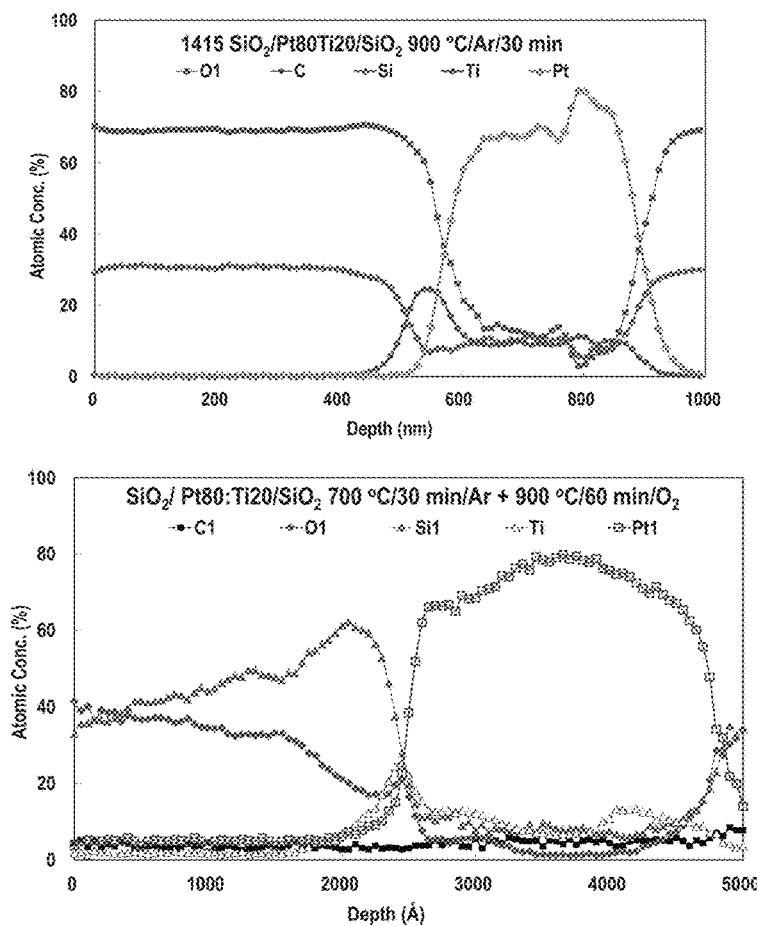 1415 SiO₂/Pt80Ti20/SiO₂ 900 °C/Ar/30 min
O1 C Si Ti Pt
100
80
60
40
20
0
Atomic Conc. (%)
0 200 400 600 800 1000
Depth (nm)
SiO₂/ Pt80:Ti20/SiO₂ 700 °C/30 min/Ar + 900 °C/60 min/O₂
C1 O1 Si1 Ti Pt1
100
80
60
40
20
0
Atomic Conc. (%)
0 1000 2000 3000 4000 5000
Depth (Å)